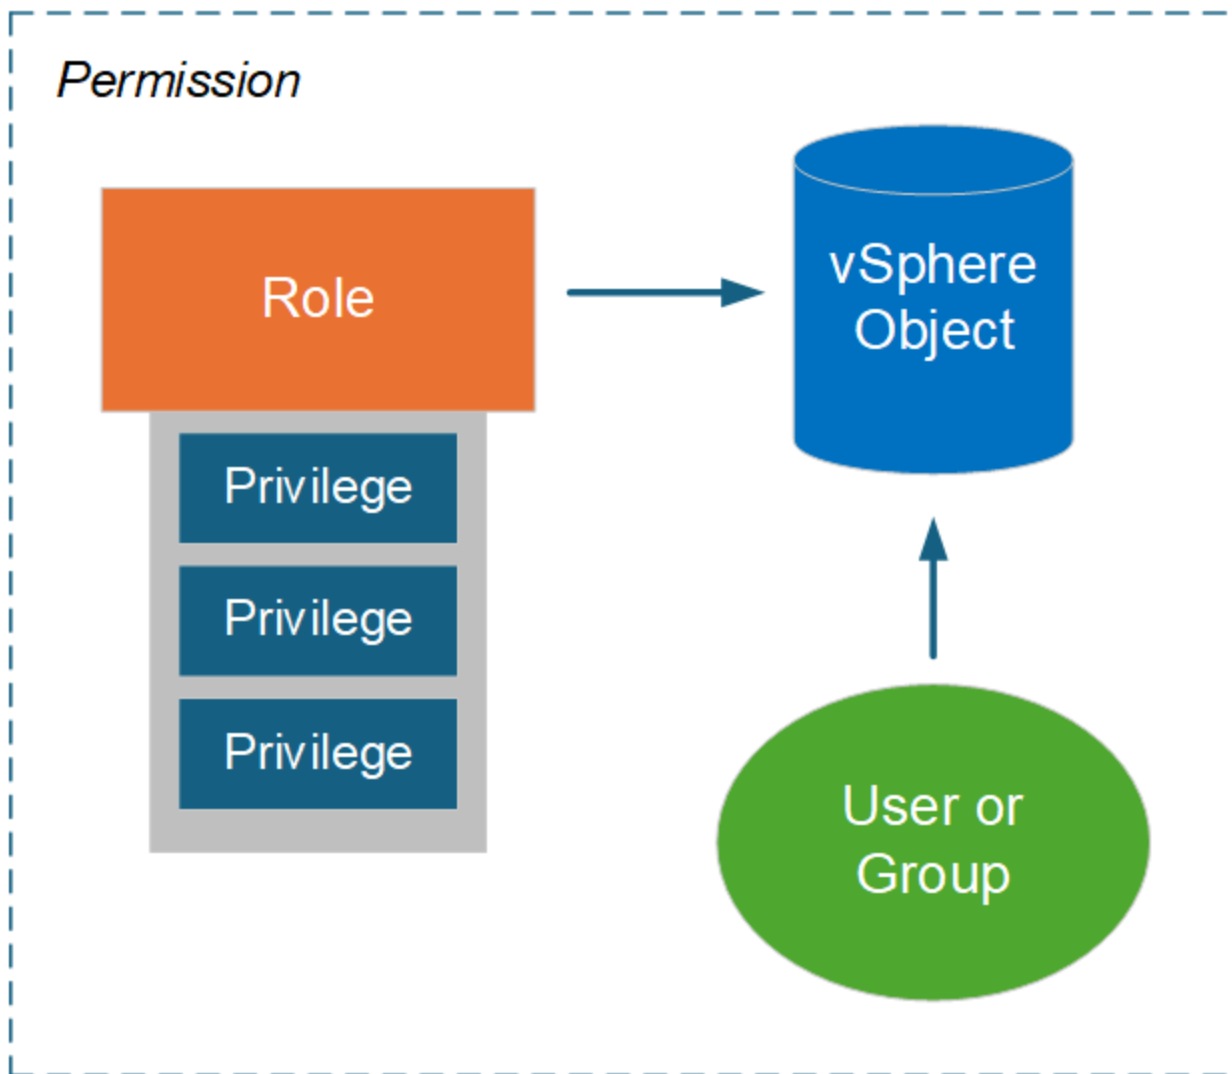 Permission
Role
vSphere
Object
Privilege
Privilege
Privilege
User or
Group